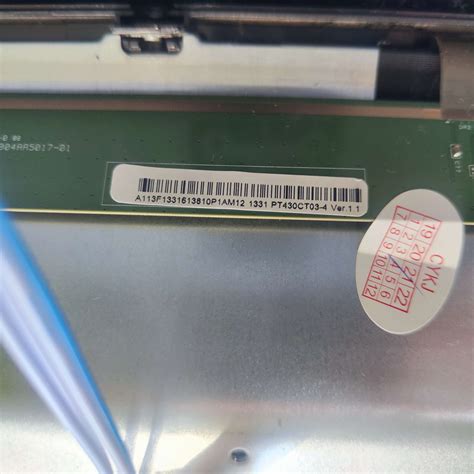 804AA5017-01
A113F1331613810P1AM12 1331 PT430CT03-4 Ver.1.1
CYKJ
19 20 21 22
1 2 3 4 5 6
7 8 9 10 11 12